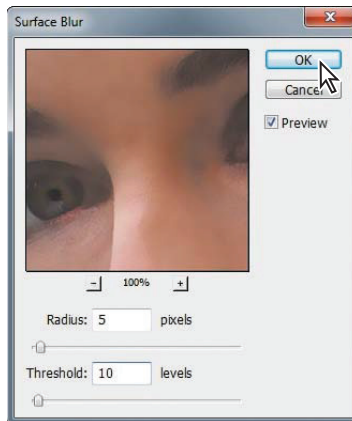 Surface Blur
OK
Cancel
Preview
- 100% +
Radius: 5 pixels
Threshold: 10 levels